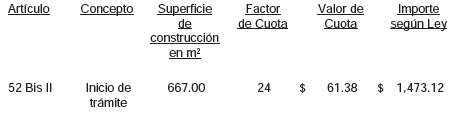 Artículo Concepto Superficie de construcción en m² Factor de Cuota Valor de Cuota Importe según Ley
52 Bis II Inicio de trámite 667.00 24 $ 61.38 $ 1,473.12